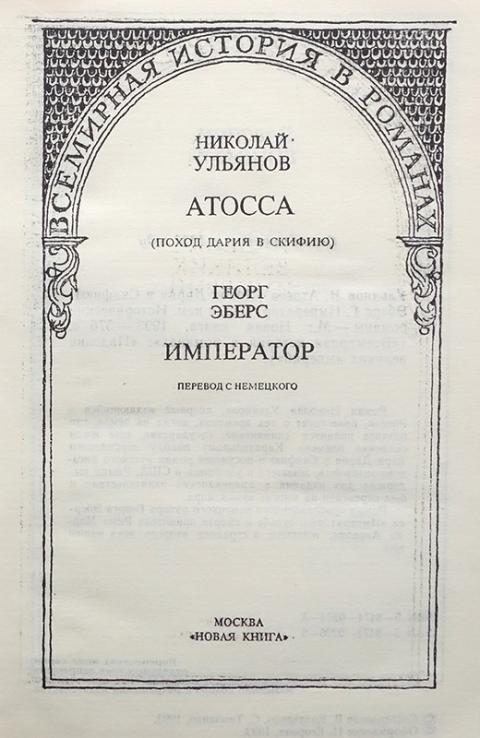 ВСЕМИРНАЯ ИСТОРИЯ В РОМАНАХ
НИКОЛАЙ
УЛЬЯНОВ
АТОССА
(ПОХОД ДАРИЯ В СКИФИЮ)
ГЕОРГ
ЭБЕРС
ИМПЕРАТОР
ПЕРЕВОД С НЕМЕЦКОГО
МОСКВА
«НОВАЯ КНИГА»